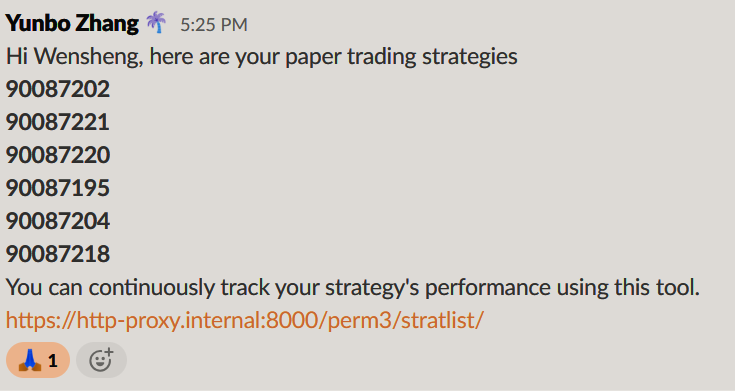 Yunbo Zhang 🌴 5:25 PM
Hi Wensheng, here are your paper trading strategies
90087202
90087221
90087220
90087195
90087204
90087218
You can continuously track your strategy's performance using this tool.
https://http-proxy.internal:8000/perm3/stratlist/
🙏 1